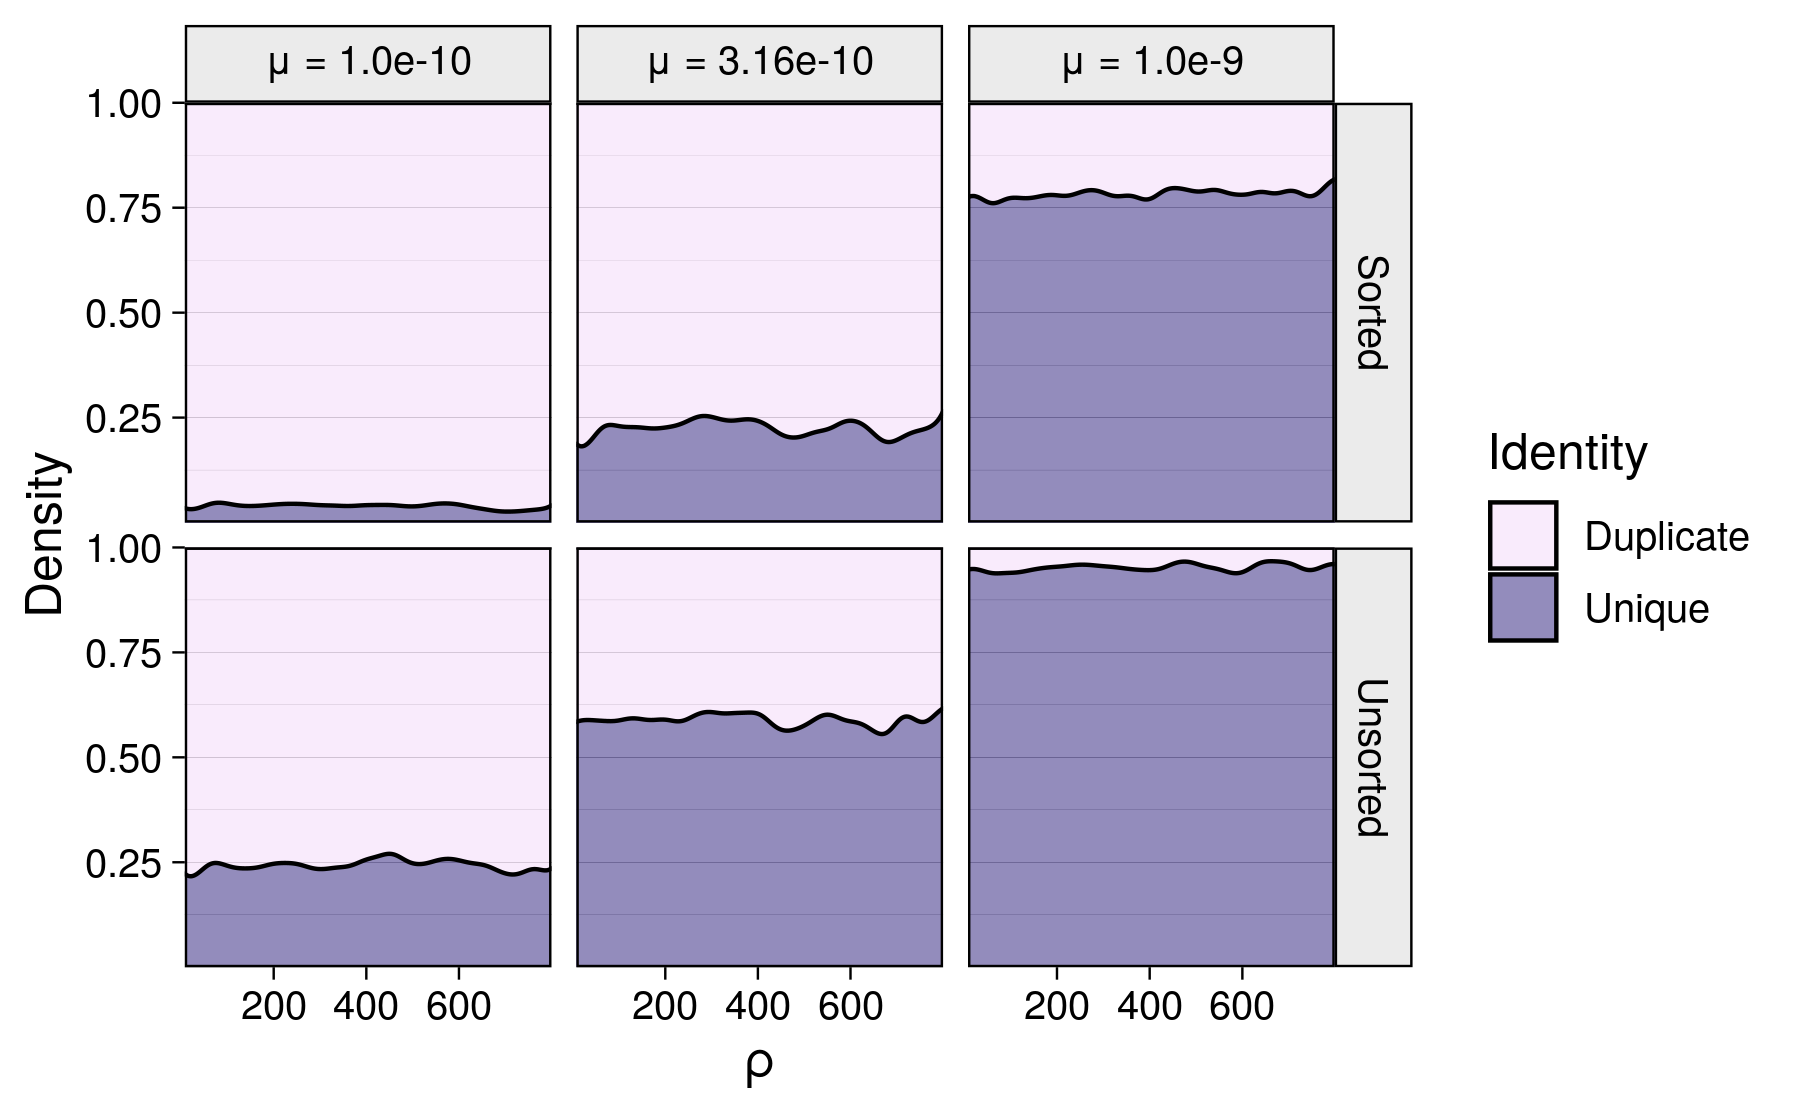 μ = 1.0e-10
μ = 3.16e-10
μ = 1.0e-9
1.00
0.75
0.50
0.25
Sorted
1.00
0.75
0.50
0.25
Unsorted
Density
200 400 600
200 400 600
200 400 600
ρ
Identity
Duplicate
Unique